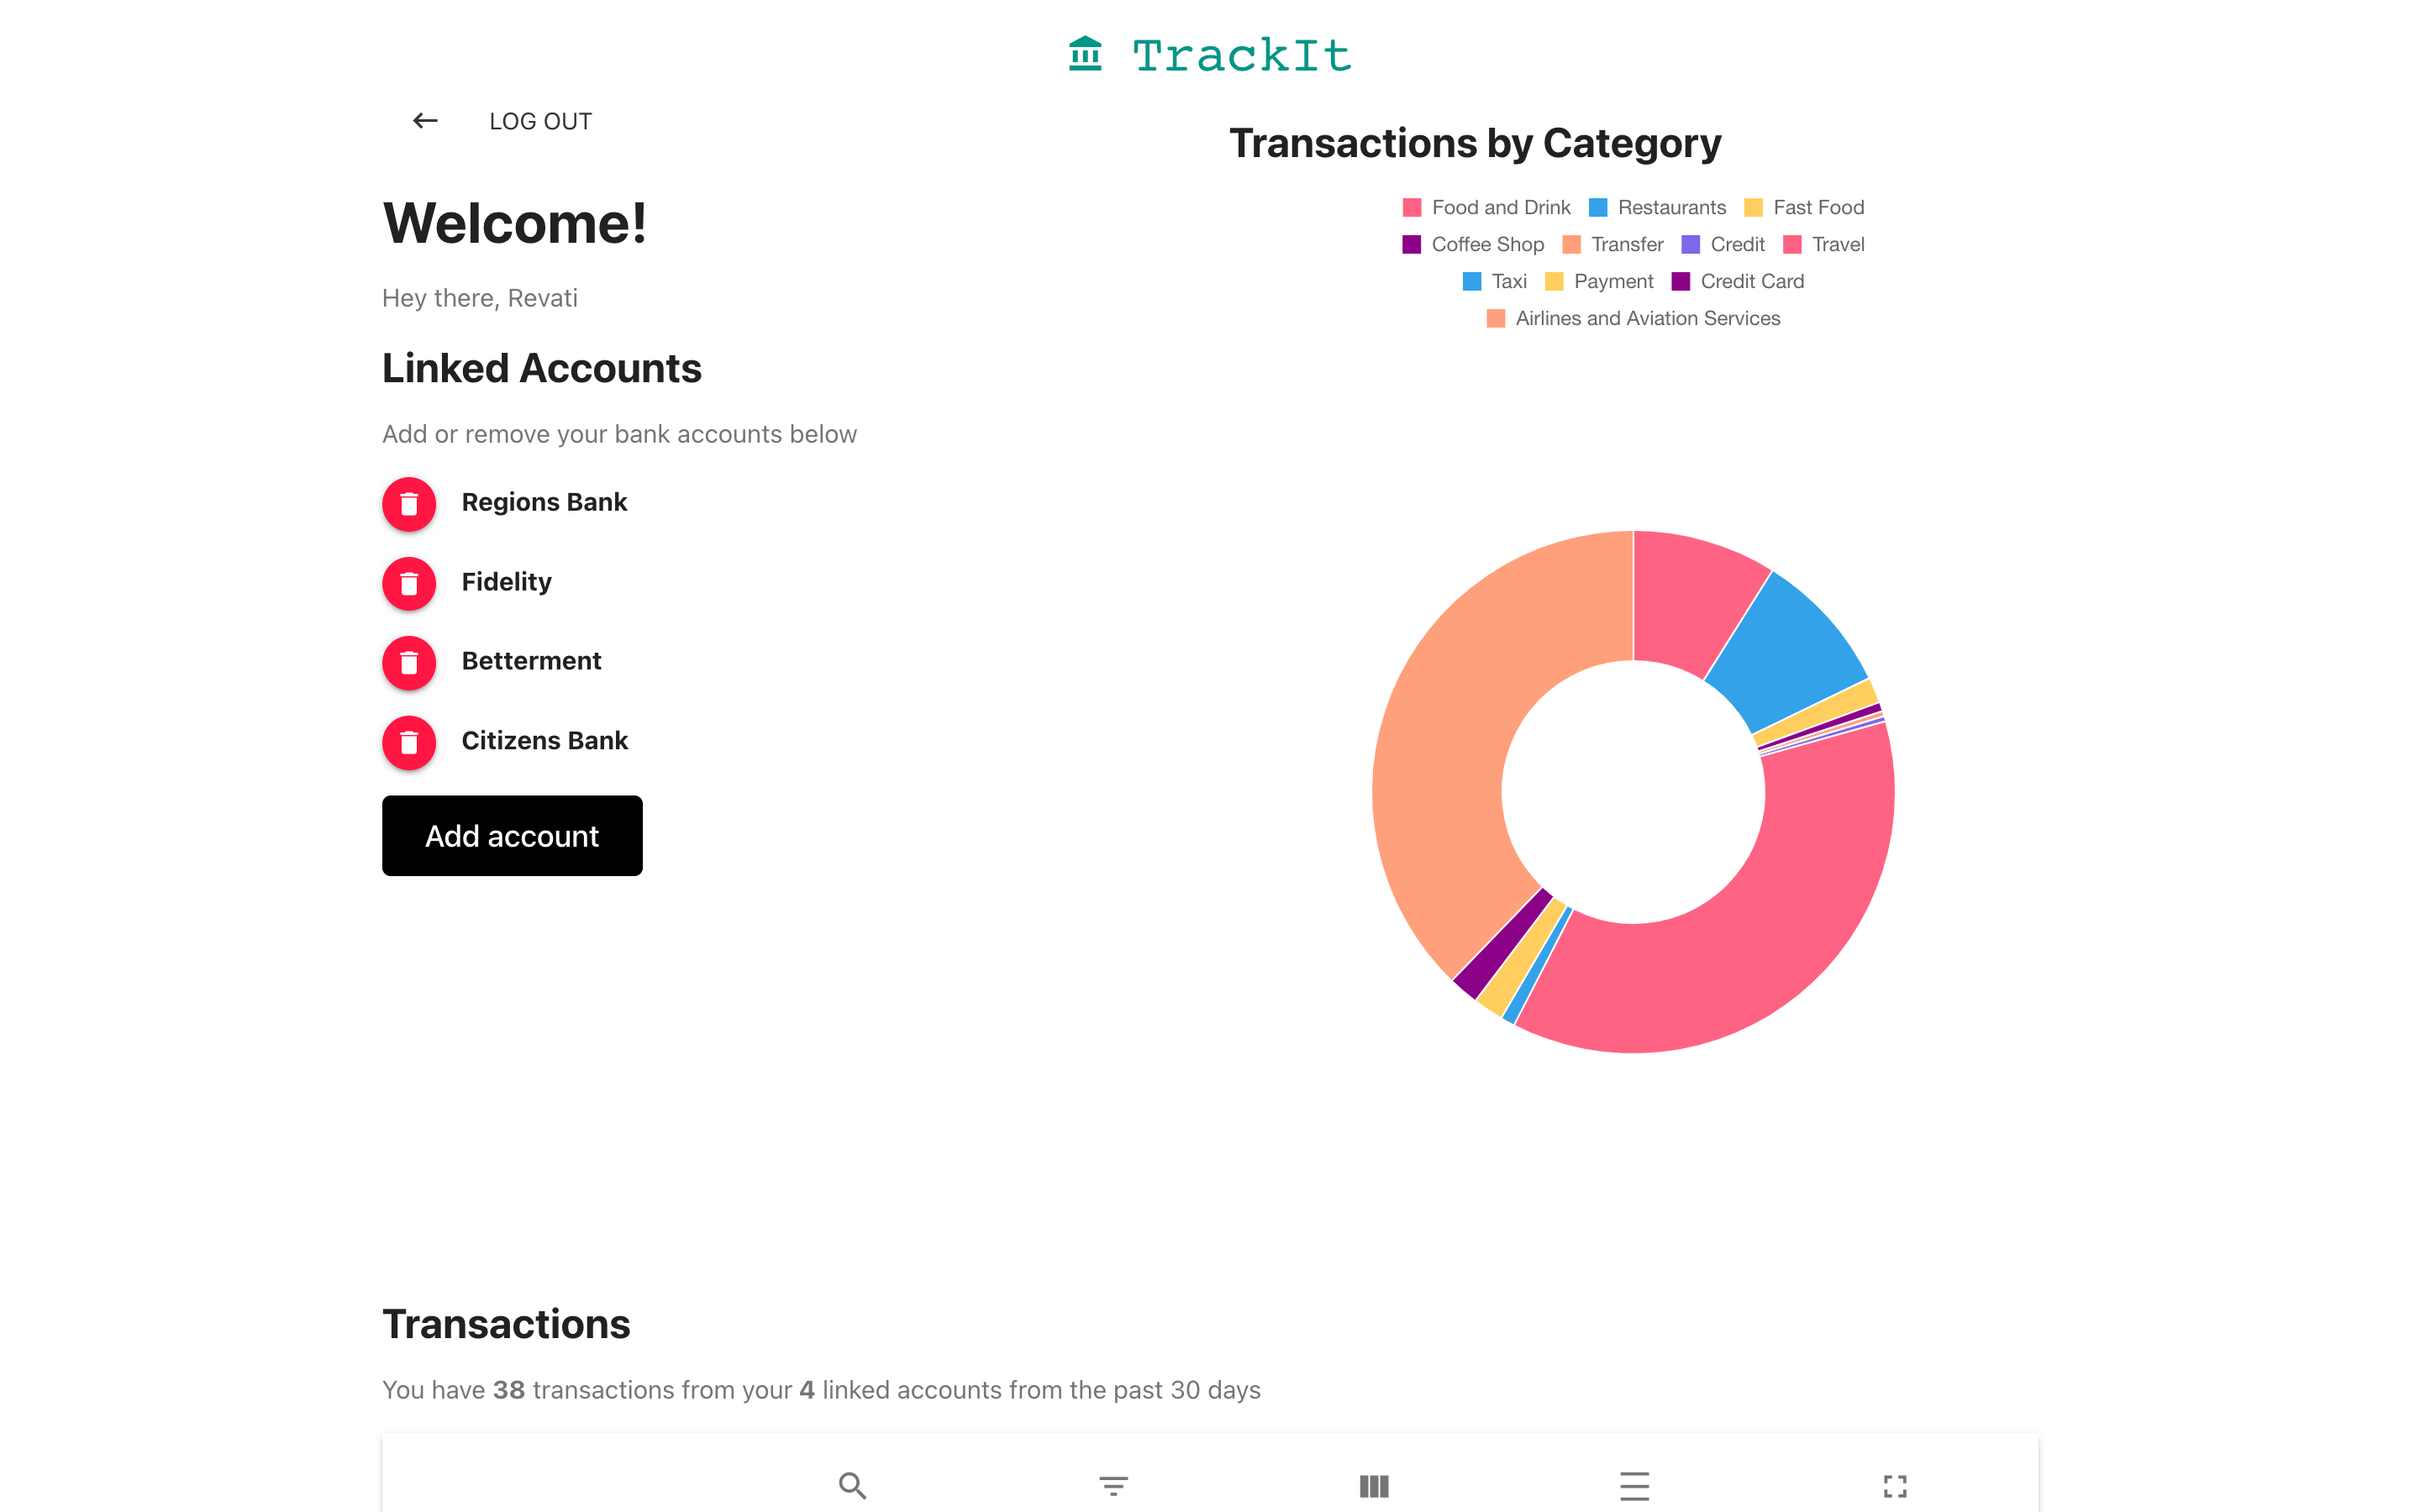 TrackIt
LOG OUT
Welcome!
Hey there, Revati
Linked Accounts
Add or remove your bank accounts below
Regions Bank
Fidelity
Betterment
Citizens Bank
Add account
Transactions by Category
Food and Drink Restaurants Fast Food
Coffee Shop Transfer Credit Travel
Taxi Payment Credit Card
Airlines and Aviation Services
Transactions
You have 38 transactions from your 4 linked accounts from the past 30 days